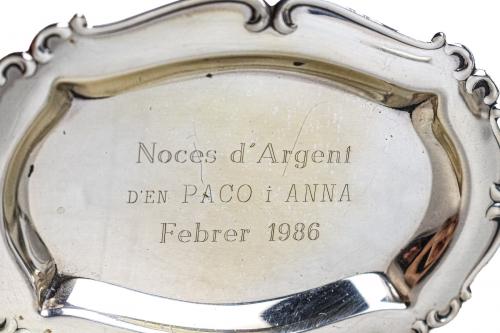 Noces d'Argent
D'EN PACO i ANNA
Febrer 1986